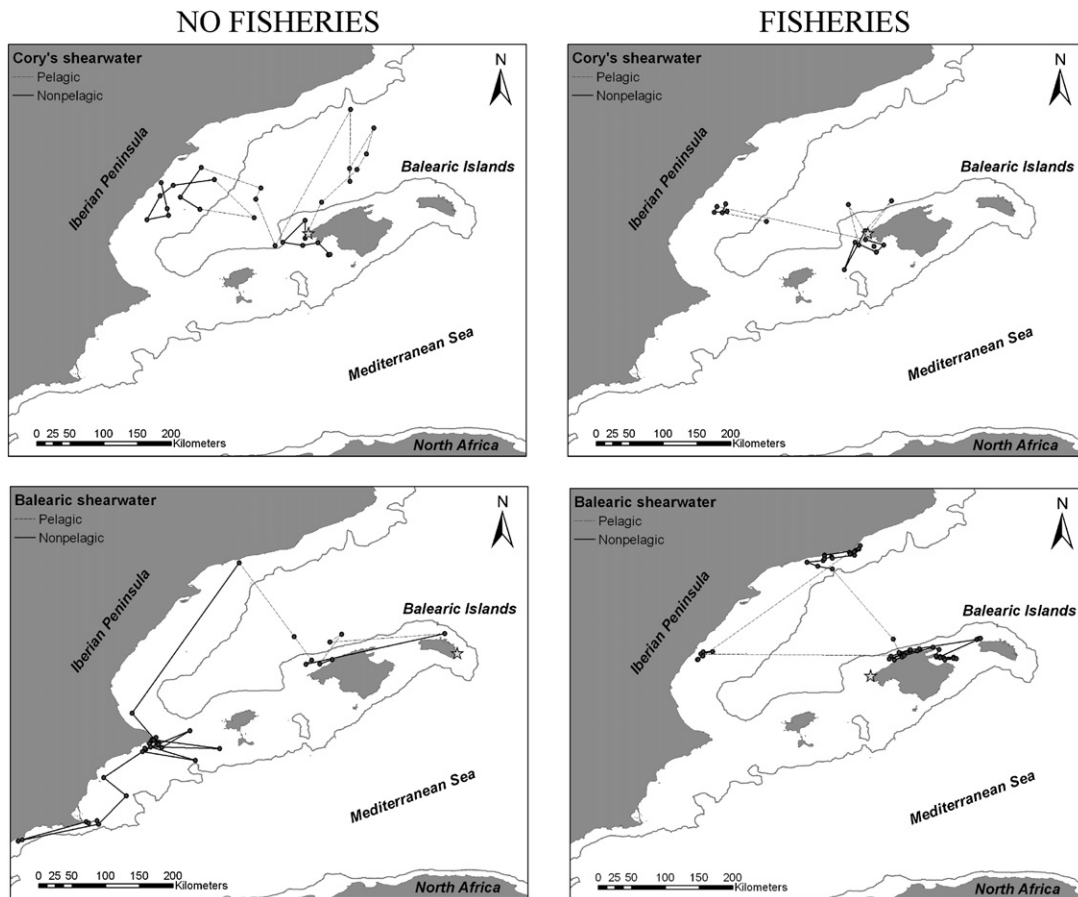 NO FISHERIES
FISHERIES
Cory's shearwater
Pelagic
Nonpelagic
N
Iberian Peninsula
Balearic Islands
Mediterranean Sea
0 25 50 100 150 200
Kilometers
North Africa
Cory's shearwater
Pelagic
Nonpelagic
N
Iberian Peninsula
Balearic Islands
Mediterranean Sea
0 25 50 100 150 200
Kilometers
North Africa
Balearic shearwater
Pelagic
Nonpelagic
N
Iberian Peninsula
Balearic Islands
Mediterranean Sea
0 25 50 100 150 200
Kilometers
North Africa
Balearic shearwater
Pelagic
Nonpelagic
N
Iberian Peninsula
Balearic Islands
Mediterranean Sea
0 25 50 100 150 200
Kilometers
North Africa